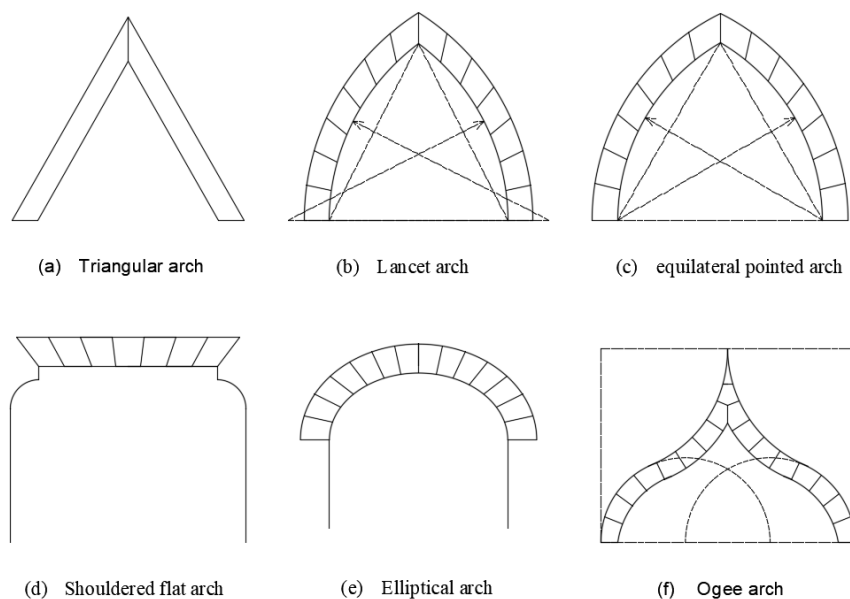 (a) Triangular arch
(b) Lancet arch
(c) equilateral pointed arch
(d) Shouldered flat arch
(e) Elliptical arch
(f) Ogee arch